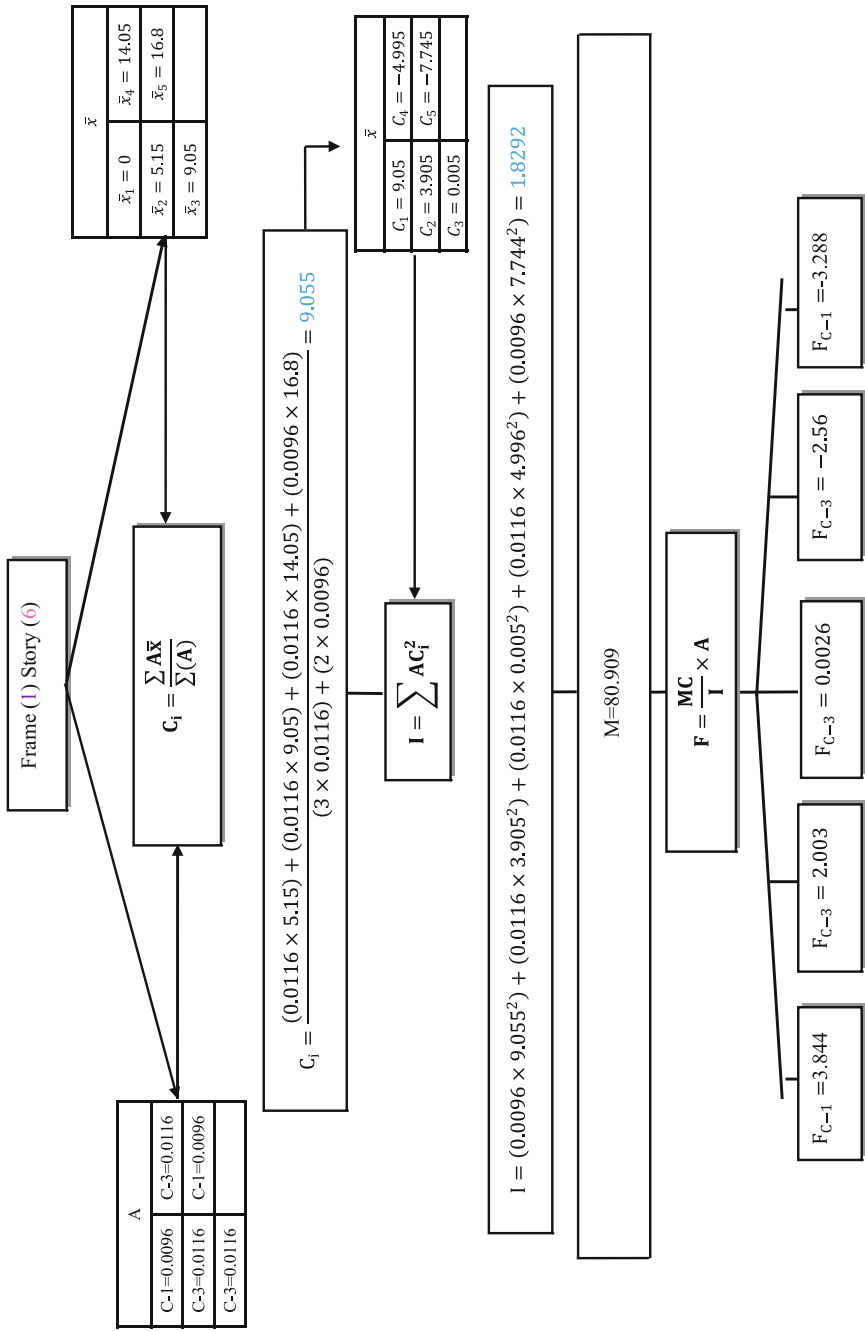 Frame (1) Story (6)
A
C-1=0.0096 C-3=0.0116
C-3=0.0116 C-1=0.0096
C-3=0.0116
x̄
x̄₁ = 0 x̄₄ = 14.05
x̄₂ = 5.15 x̄₅ = 16.8
x̄₃ = 9.05
Cᵢ = ∑ Ax̄ / ∑(A)
Cᵢ = (0.0116 × 5.15) + (0.0116 × 9.05) + (0.0116 × 14.05) + (0.0096 × 16.8) / (3 × 0.0116) + (2 × 0.0096) = 9.055
x̄
C₁ = 9.05 C₄ = −4.995
C₂ = 3.905 C₅ = −7.745
C₃ = 0.005
I = ∑ ACᵢ²
I = (0.0096 × 9.055²) + (0.0116 × 3.905²) + (0.0116 × 0.005²) + (0.0116 × 4.996²) + (0.0096 × 7.744²) = 1.8292
M=80.909
F = MC / I × A
F_C−1 =3.844
F_C−3 = 2.003
F_C−3 = 0.0026
F_C−3 = −2.56
F_C−1 =-3.288